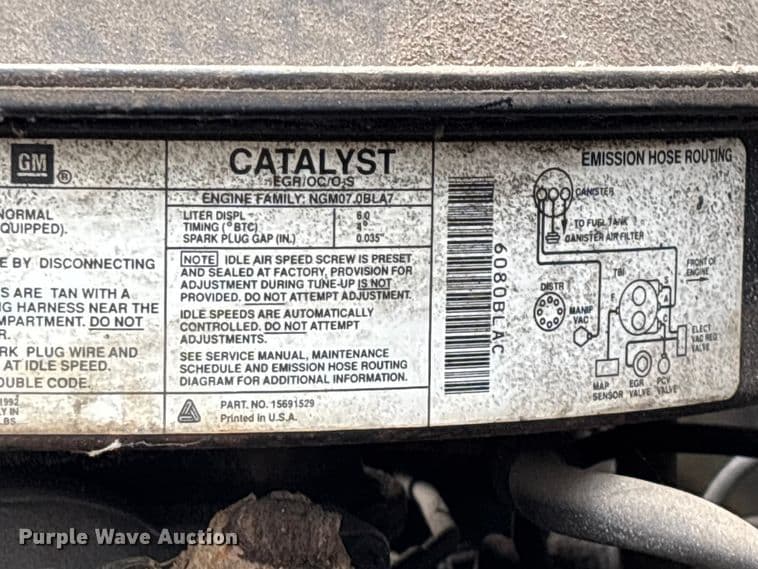 GM
®
NORMAL
QUIPPED).
E BY DISCONNECTING
S ARE TAN WITH A
G HARNESS NEAR THE
MPARTMENT. DO NOT
R.
RK PLUG WIRE AND
AT IDLE SPEED.
OUBLE CODE.
1992
Y IN
LBS
CATALYST
EGR/OC/O2S
ENGINE FAMILY: NGM07.0BLA7
LITER DISPL 6.0
TIMING (°BTC) 4°
SPARK PLUG GAP (IN.) 0.035"
NOTE IDLE AIR SPEED SCREW IS PRESET
AND SEALED AT FACTORY, PROVISION FOR
ADJUSTMENT DURING TUNE-UP IS NOT
PROVIDED. DO NOT ATTEMPT ADJUSTMENT.
IDLE SPEEDS ARE AUTOMATICALLY
CONTROLLED. DO NOT ATTEMPT
ADJUSTMENTS.
SEE SERVICE MANUAL, MAINTENANCE
SCHEDULE AND EMISSION HOSE ROUTING
DIAGRAM FOR ADDITIONAL INFORMATION.
PART. NO. 15691529
Printed in U.S.A.
6080BLAC
EMISSION HOSE ROUTING
CANISTER
TO FUEL TANK
CANISTER AIR FILTER
TBI
FRONT OF
ENGINE
DISTR
MANIF
VAC
ELECT
VAC REG
VALVE
MAP
SENSOR
EGR
VALVE
PCV
VALVE
Purple Wave Auction